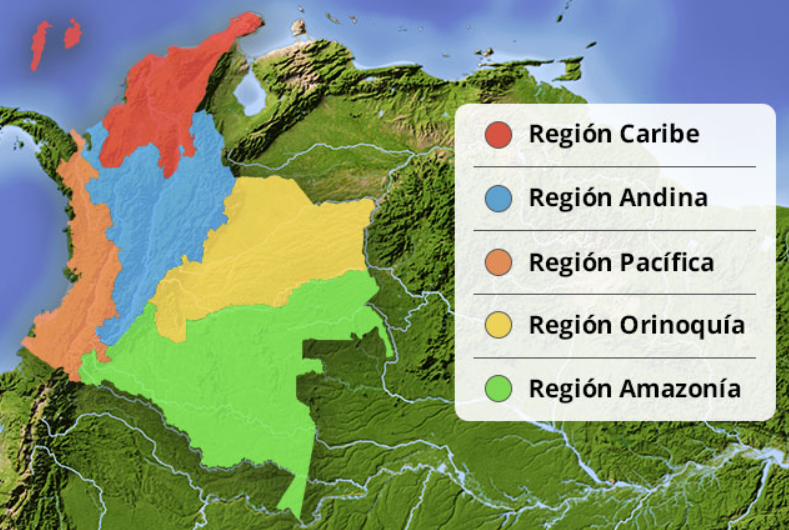 Región Caribe
Región Andina
Región Pacífica
Región Orinoquía
Región Amazonía